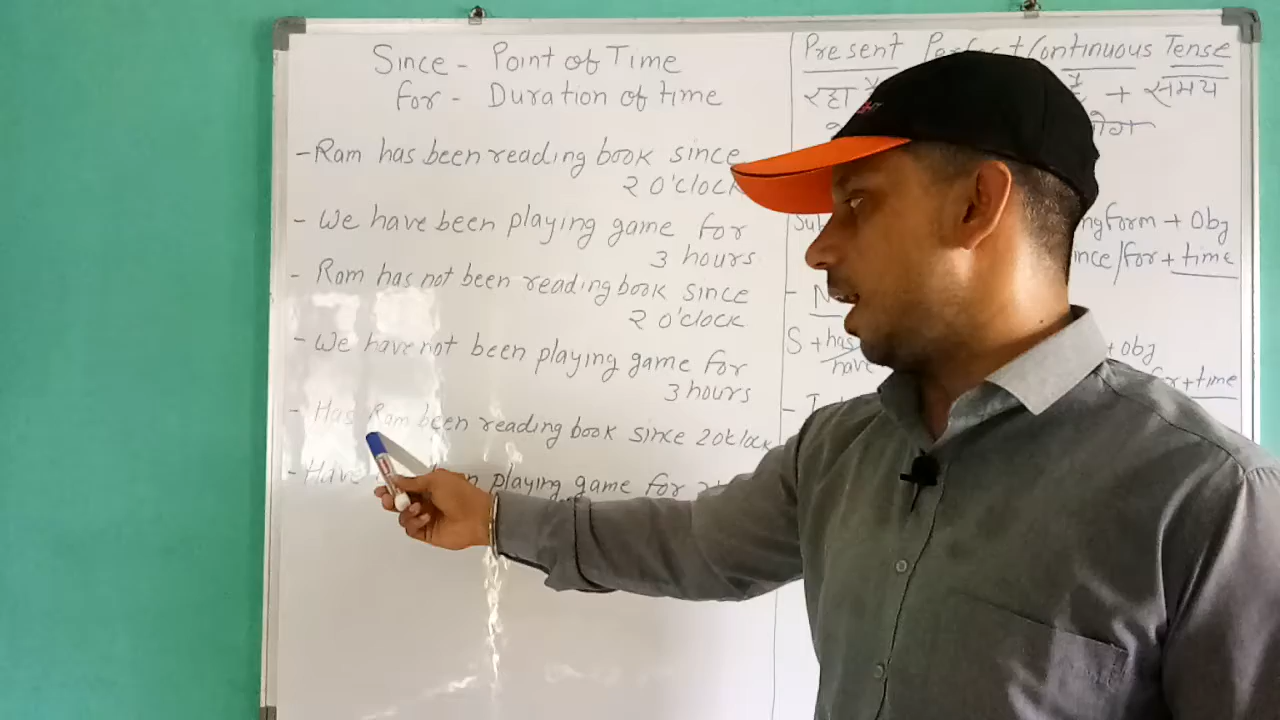 Since - Point of Time
for - Duration of time
- Ram has been reading book since
2 O'clock
- We have been playing game for
3 hours
- Ram has not been reading book since
2 O'clock
- We have not been playing game for
3 hours
- Has Ram been reading book since 2O'clock
- Have playing game for
Present Perfect Continuous Tense
रहा + समय
ingform + Obj
since/for + time
S + has/have + obj
for + time